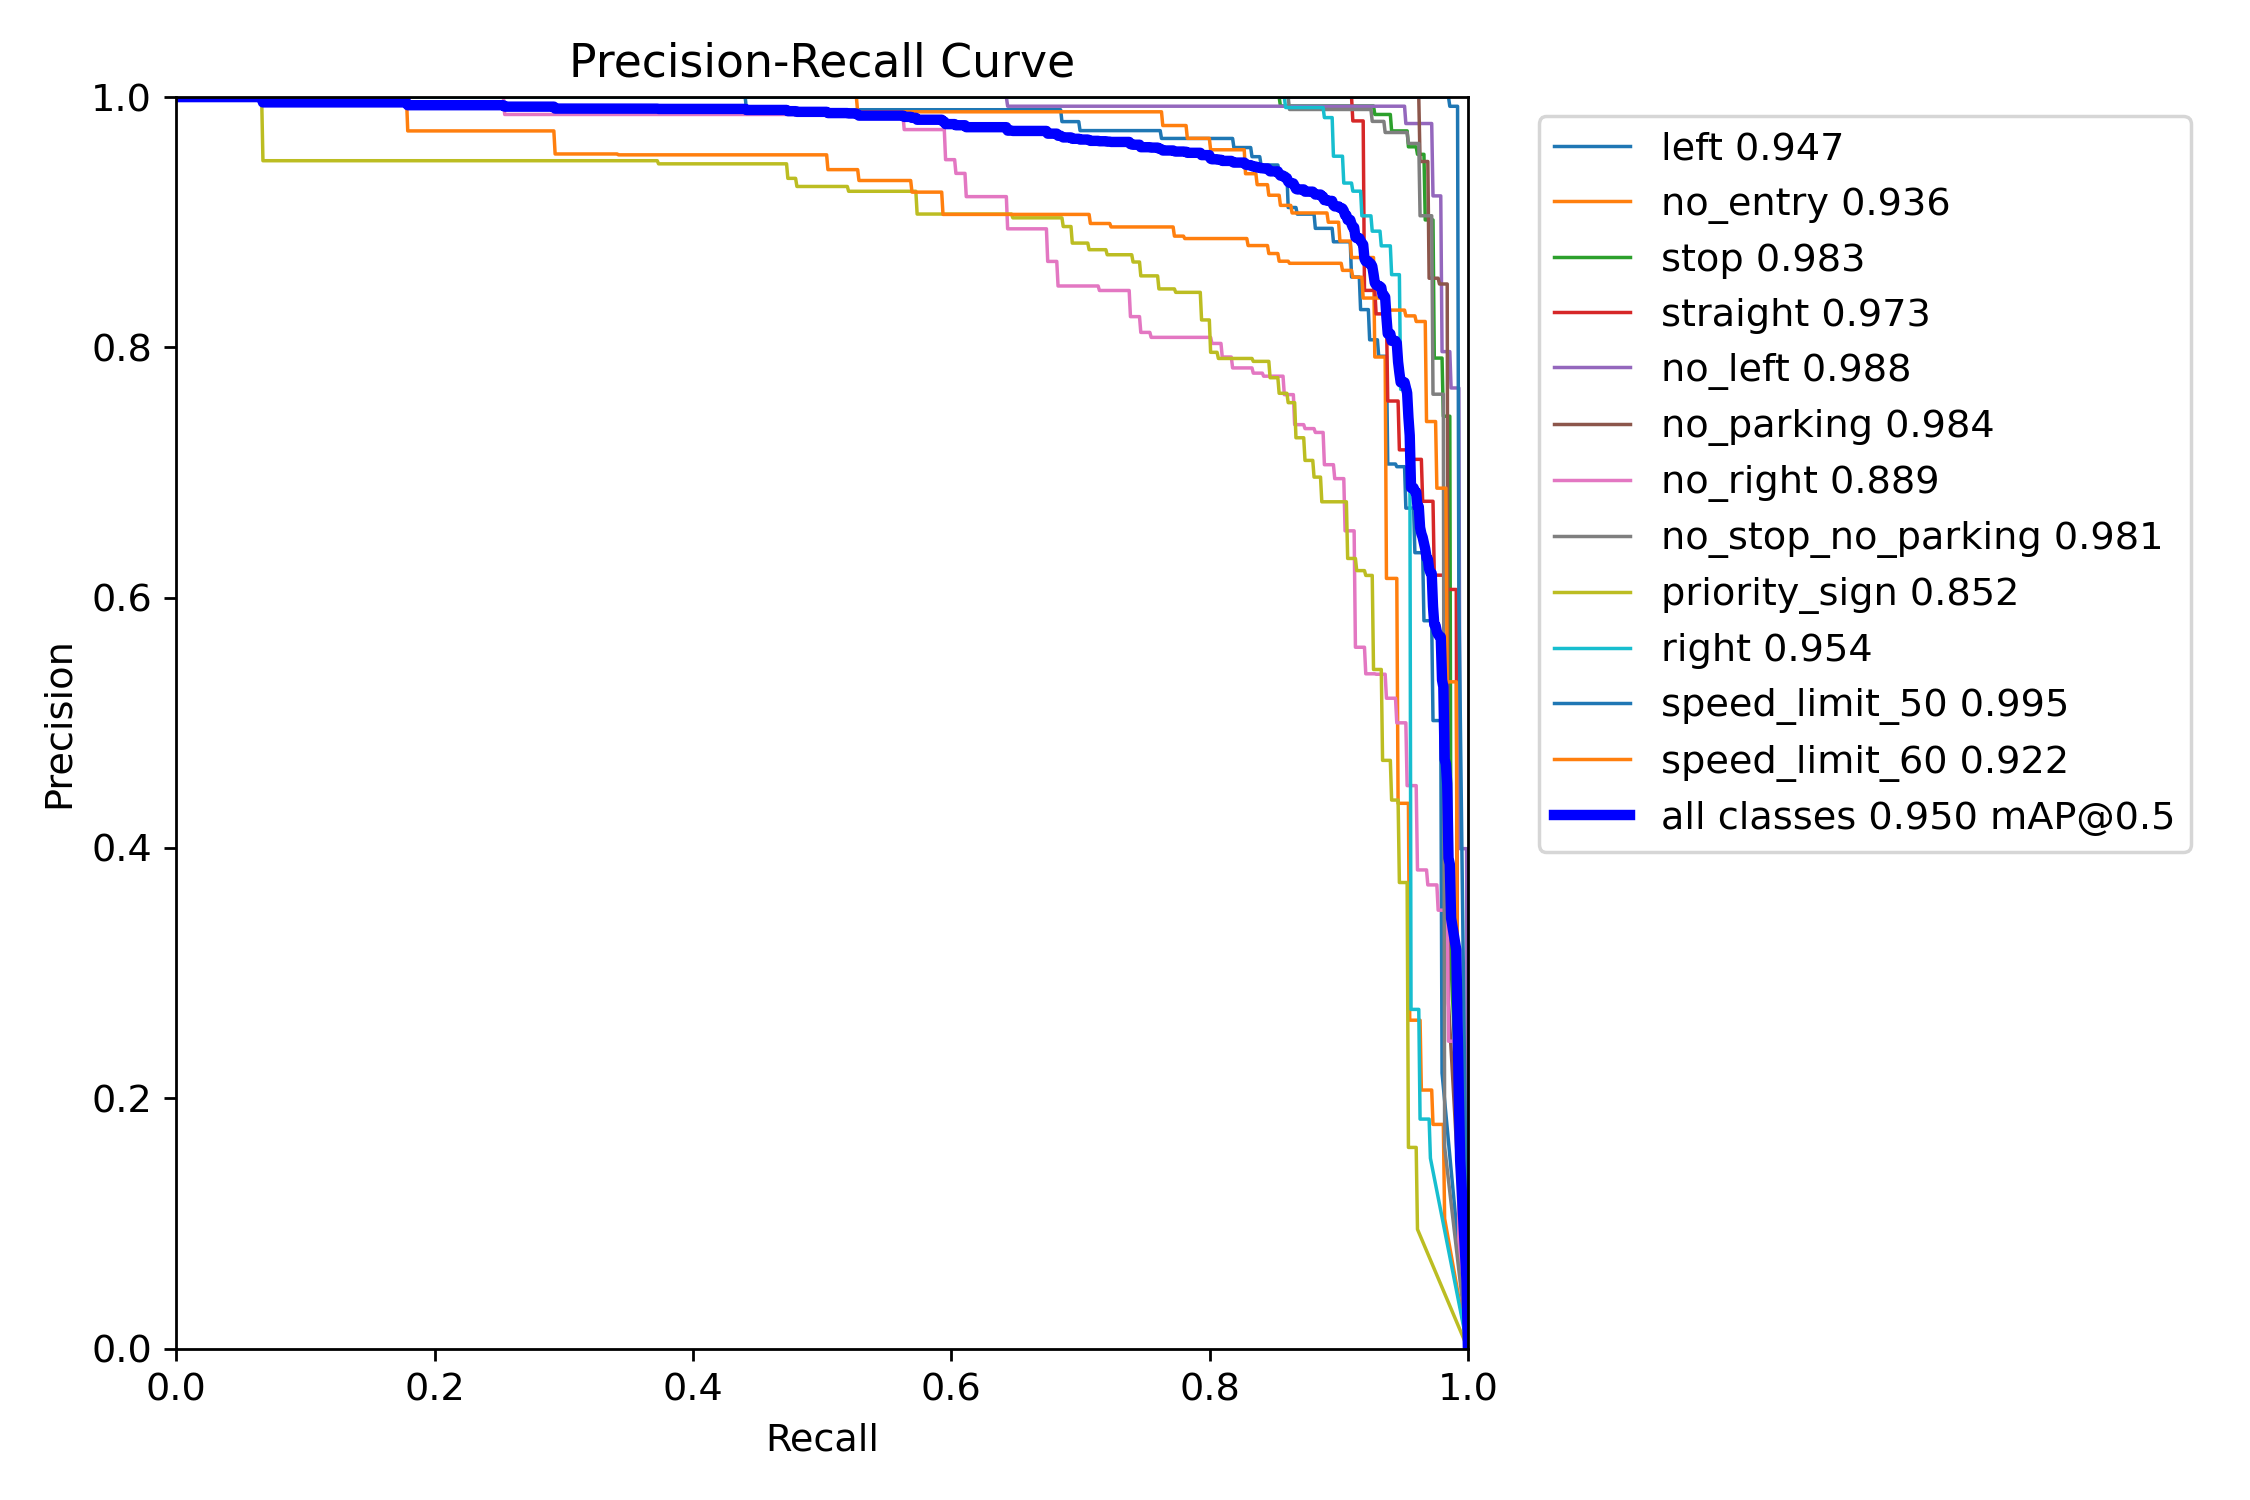 Precision-Recall Curve
1.0
0.8
0.6
0.4
0.2
0.0
Precision
0.0 0.2 0.4 0.6 0.8 1.0
Recall
left 0.947
no_entry 0.936
stop 0.983
straight 0.973
no_left 0.988
no_parking 0.984
no_right 0.889
no_stop_no_parking 0.981
priority_sign 0.852
right 0.954
speed_limit_50 0.995
speed_limit_60 0.922
all classes 0.950 mAP@0.5